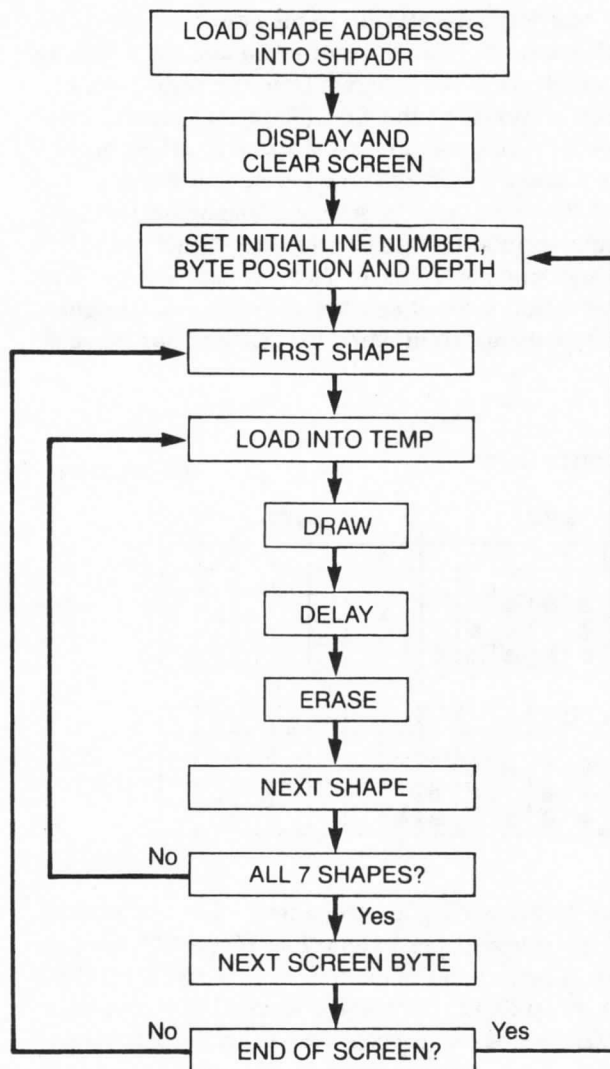 LOAD SHAPE ADDRESSES
INTO SHPADR
DISPLAY AND
CLEAR SCREEN
SET INITIAL LINE NUMBER,
BYTE POSITION AND DEPTH
FIRST SHAPE
LOAD INTO TEMP
DRAW
DELAY
ERASE
NEXT SHAPE
No
ALL 7 SHAPES?
Yes
NEXT SCREEN BYTE
No
END OF SCREEN?
Yes